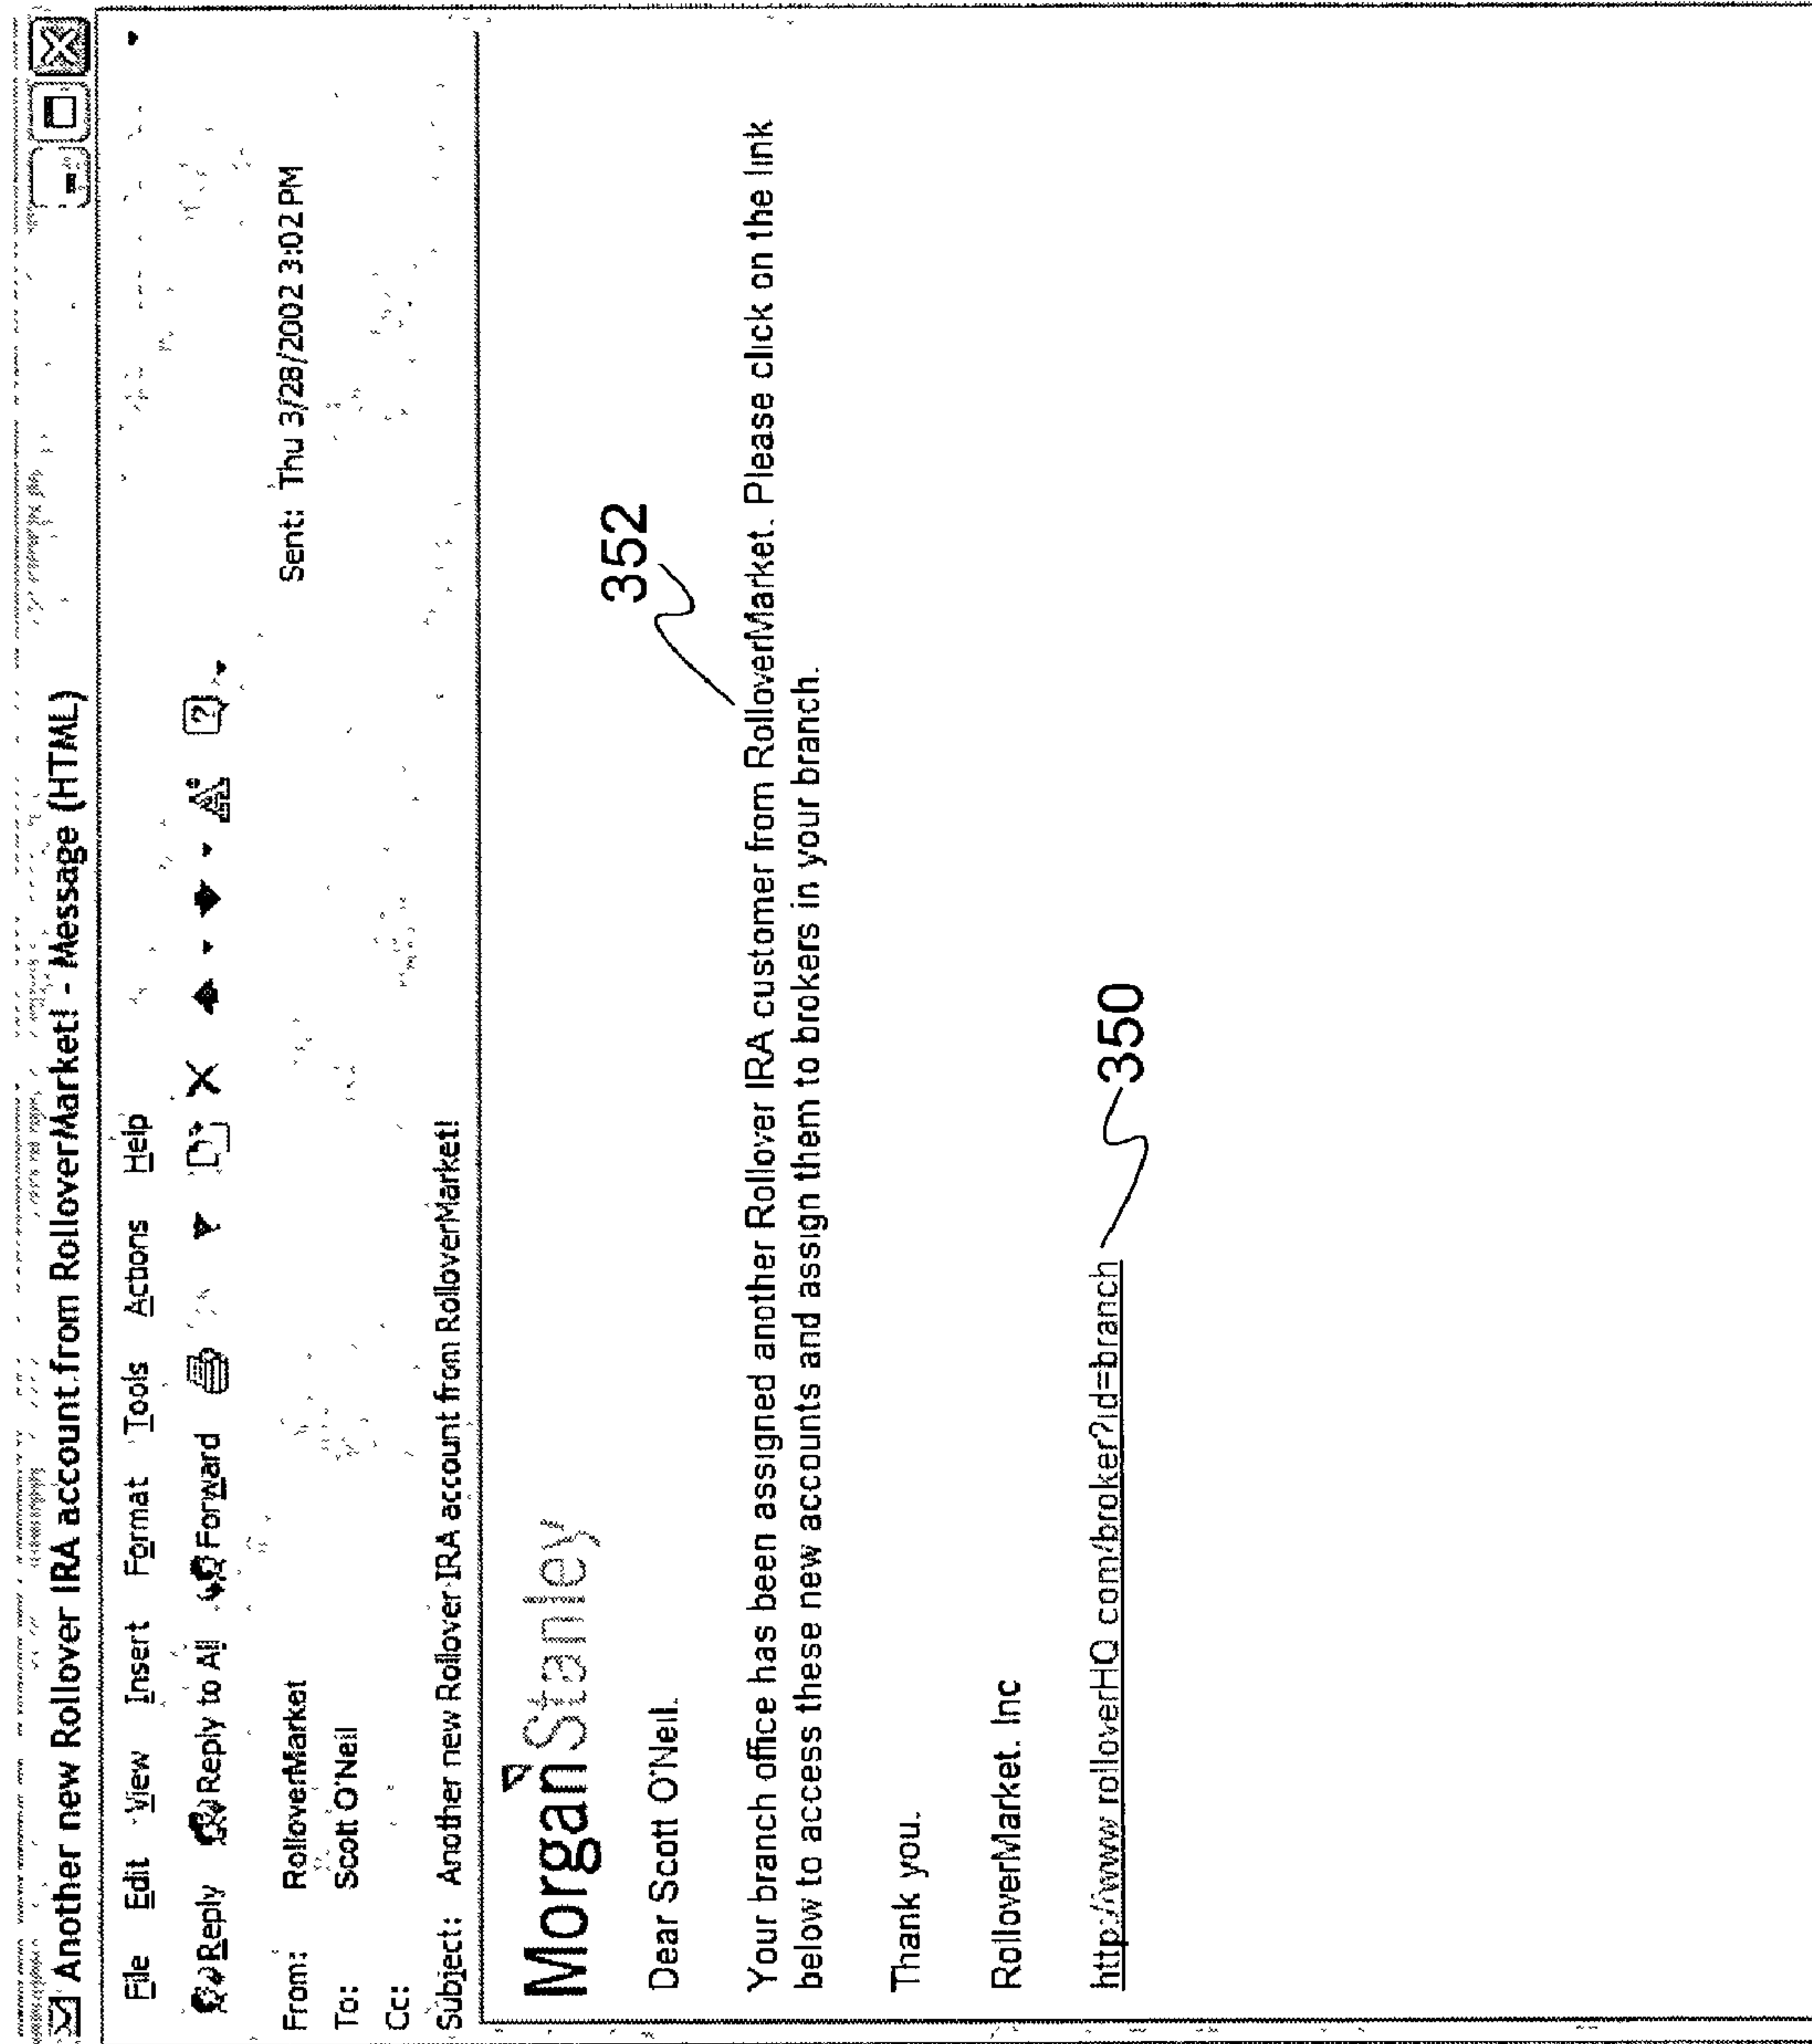 Another new Rollover IRA account from RolloverMarket! - Message (HTML)
File Edit View Insert Format Tools Actions Help
Reply Reply to All Forward
From: RolloverMarket Sent: Thu 3/28/2002 3:02 PM
To: Scott O'Neil
Cc:
Subject: Another new Rollover IRA account from RolloverMarket!
Morgan Stanley
Dear Scott O'Neil.
352
Your branch office has been assigned another Rollover IRA customer from RolloverMarket. Please click on the link
below to access these new accounts and assign them to brokers in your branch.
Thank you.
RolloverMarket. Inc
http://www rolloverHQ com/broker?id=branch 350